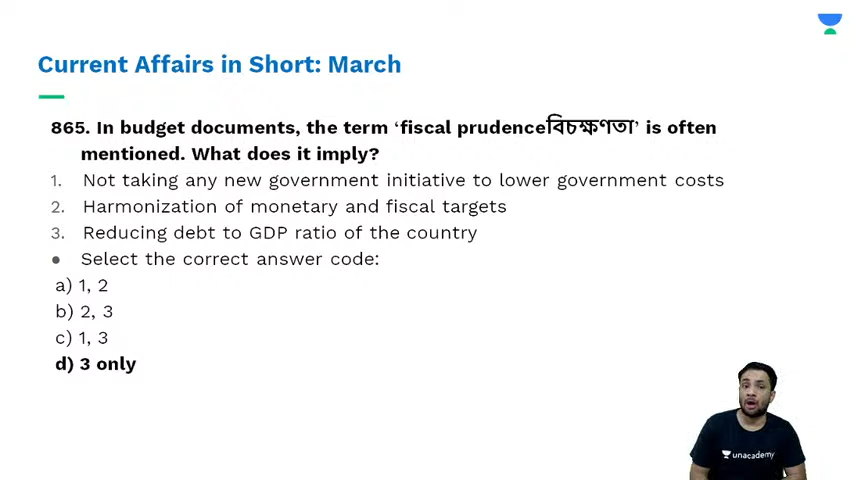 Current Affairs in Short: March
865. In budget documents, the term ‘fiscal prudenceবিচক্ষণতা’ is often
mentioned. What does it imply?
1. Not taking any new government initiative to lower government costs
2. Harmonization of monetary and fiscal targets
3. Reducing debt to GDP ratio of the country
● Select the correct answer code:
a) 1, 2
b) 2, 3
c) 1, 3
d) 3 only
unacademy